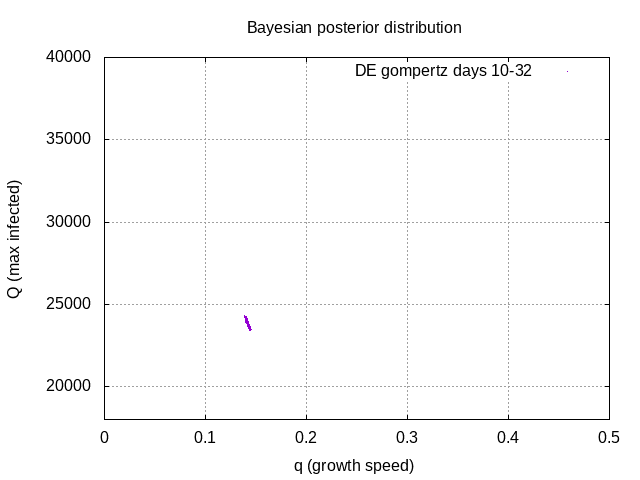 Bayesian posterior distribution
40000
DE gompertz days 10-32
35000
30000
25000
20000
Q (max infected)
0 0.1 0.2 0.3 0.4 0.5
q (growth speed)